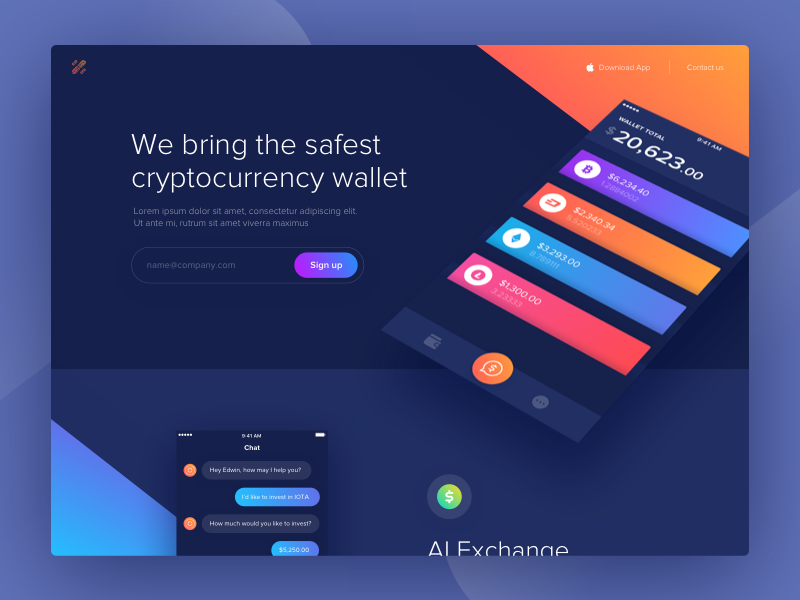 Download App
Contact us
We bring the safest
cryptocurrency wallet
Lorem ipsum dolor sit amet, consectetur adipiscing elit.
Ut ante mi, rutrum sit amet viverra maximus
name@company.com
Sign up
9:41 AM
WALLET TOTAL
$20,623.00
$6,234.40
1.2894002
$2,340.34
$3,293.00
$1,300.00
3.23333
9:41 AM
Chat
Hey Edwin, how may I help you?
I'd like to invest in IOTA
How much would you like to invest?
$5,250.00
AI Exchange